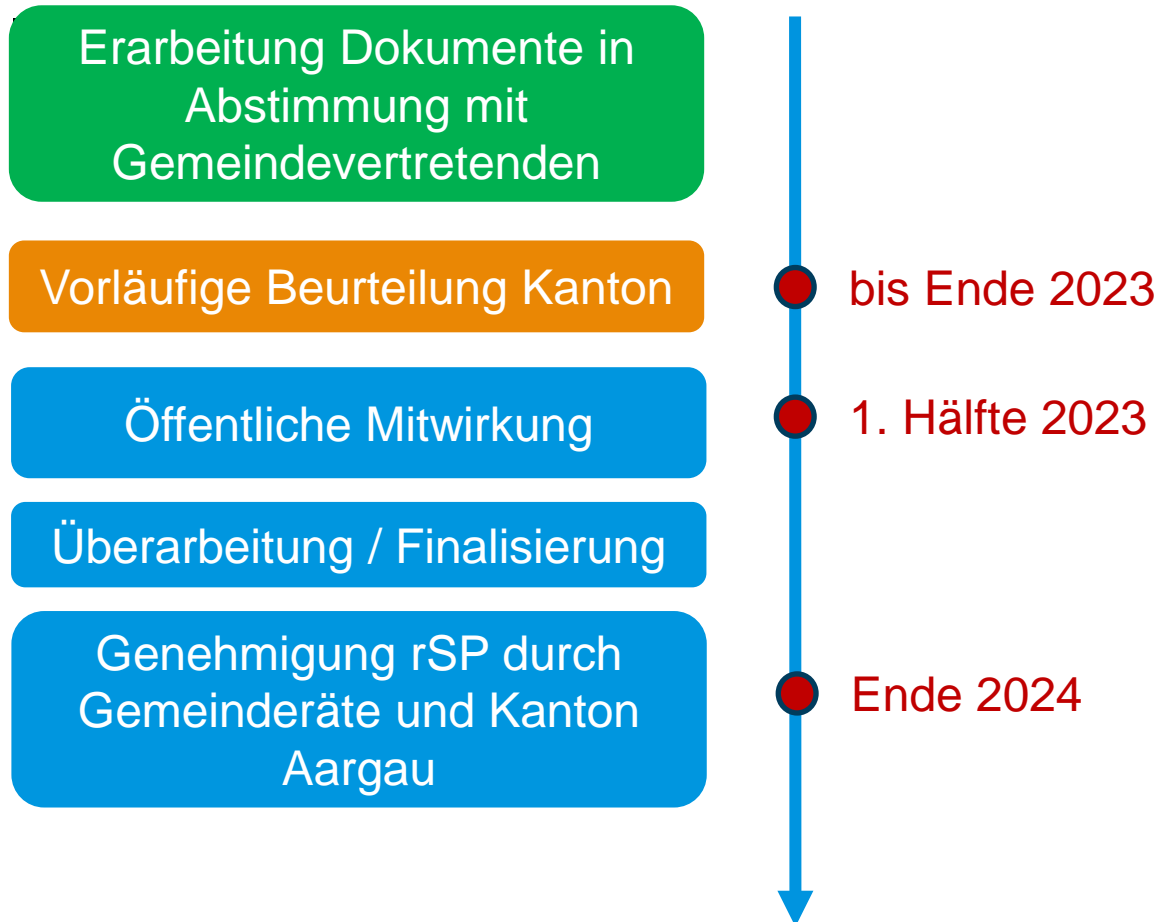 Erarbeitung Dokumente in
Abstimmung mit
Gemeindevertretenden
Vorläufige Beurteilung Kanton
bis Ende 2023
Öffentliche Mitwirkung
1. Hälfte 2023
Überarbeitung / Finalisierung
Genehmigung rSP durch
Gemeinderäte und Kanton
Aargau
Ende 2024